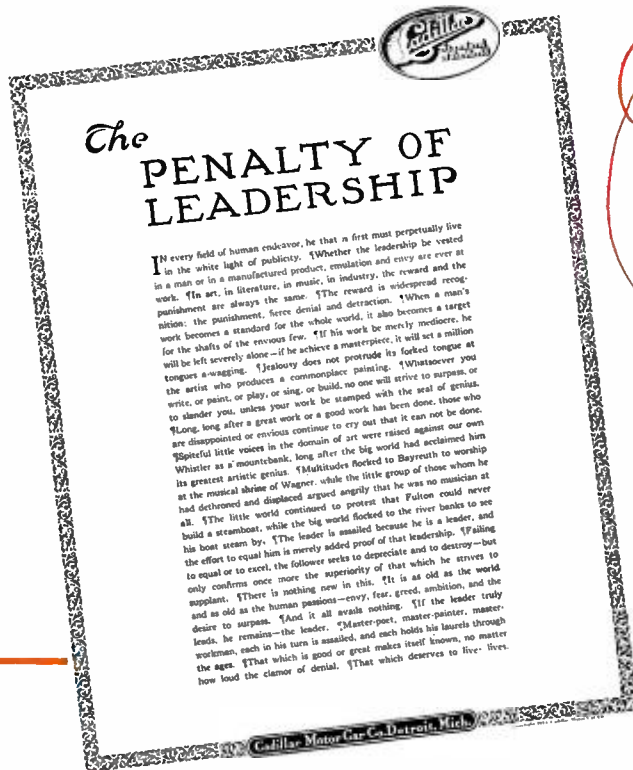 Cadillac
Standard
of the World
The
PENALTY OF
LEADERSHIP
IN every field of human endeavor, he that is first must perpetually live
in the white light of publicity. ¶Whether the leadership be vested
in a man or in a manufactured product, emulation and envy are ever at
work. ¶In art, in literature, in music, in industry, the reward and the
punishment are always the same. ¶The reward is widespread recog-
nition; the punishment, fierce denial and detraction. ¶When a man's
work becomes a standard for the whole world, it also becomes a target
for the shafts of the envious few. ¶If his work be merely mediocre, he
will be left severely alone—if he achieve a masterpiece, it will set a million
tongues a-wagging. ¶Jealousy does not protrude its forked tongue at
the artist who produces a commonplace painting. ¶Whatsoever you
write, or paint, or play, or sing, or build, no one will strive to surpass, or
to slander you, unless your work be stamped with the seal of genius.
¶Long, long after a great work or a good work has been done, those who
are disappointed or envious continue to cry out that it can not be done.
¶Spiteful little voices in the domain of art were raised against our own
Whistler as a mountebank, long after the big world had acclaimed him
its greatest artistic genius. ¶Multitudes flocked to Bayreuth to worship
at the musical shrine of Wagner, while the little group of those whom he
had dethroned and displaced argued angrily that he was no musician at
all. ¶The little world continued to protest that Fulton could never
build a steamboat, while the big world flocked to the river banks to see
his boat steam by. ¶The leader is assailed because he is a leader, and
the effort to equal him is merely added proof of that leadership. ¶Failing
to equal or to excel, the follower seeks to depreciate and to destroy—but
only confirms once more the superiority of that which he strives to
supplant. ¶There is nothing new in this. ¶It is as old as the world
and as old as the human passions—envy, fear, greed, ambition, and the
desire to surpass. ¶And it all avails nothing. ¶If the leader truly
leads, he remains—the leader. ¶Master-poet, master-painter, master-
workman, each in his turn is assailed, and each holds his laurels through
the ages. ¶That which is good or great makes itself known, no matter
how loud the clamor of denial. ¶That which deserves to live—lives.
Cadillac Motor Car Co. Detroit, Mich.